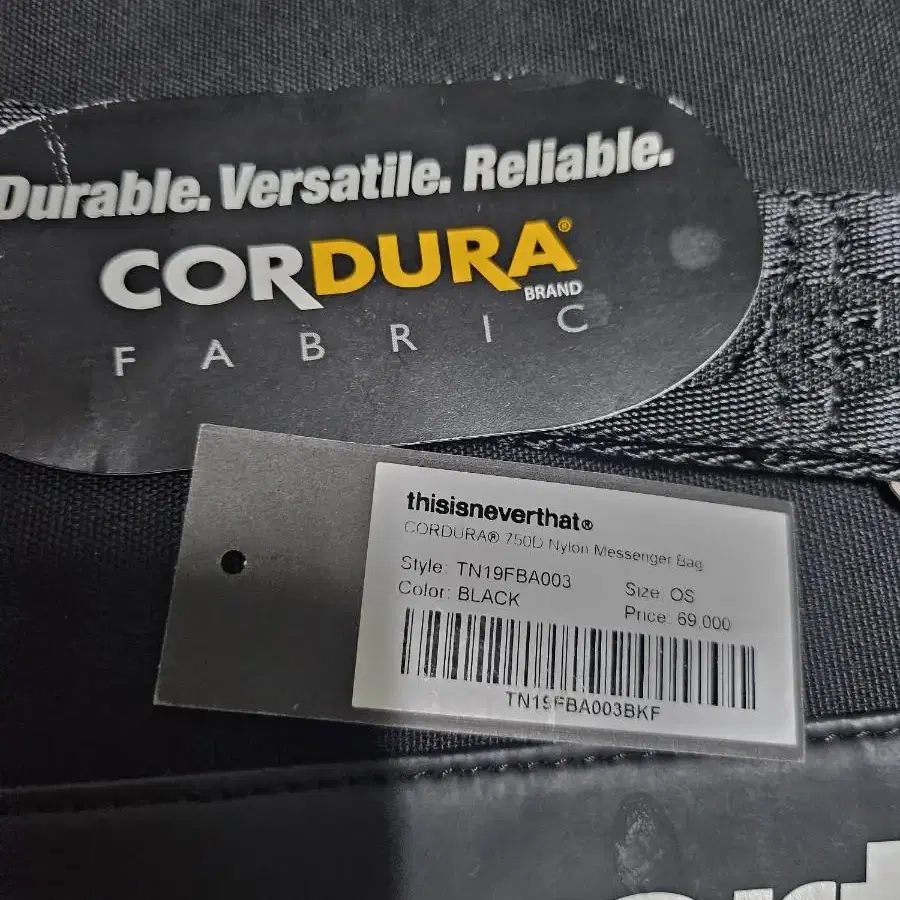 Durable. Versatile. Reliable.
CORDURA®
BRAND
FABRIC
thisisneverthat®
CORDURA® 750D Nylon Messenger Bag
Style: TN19FBA003
Size: OS
Color: BLACK
Price: 69,000
TN19FBA003BKF